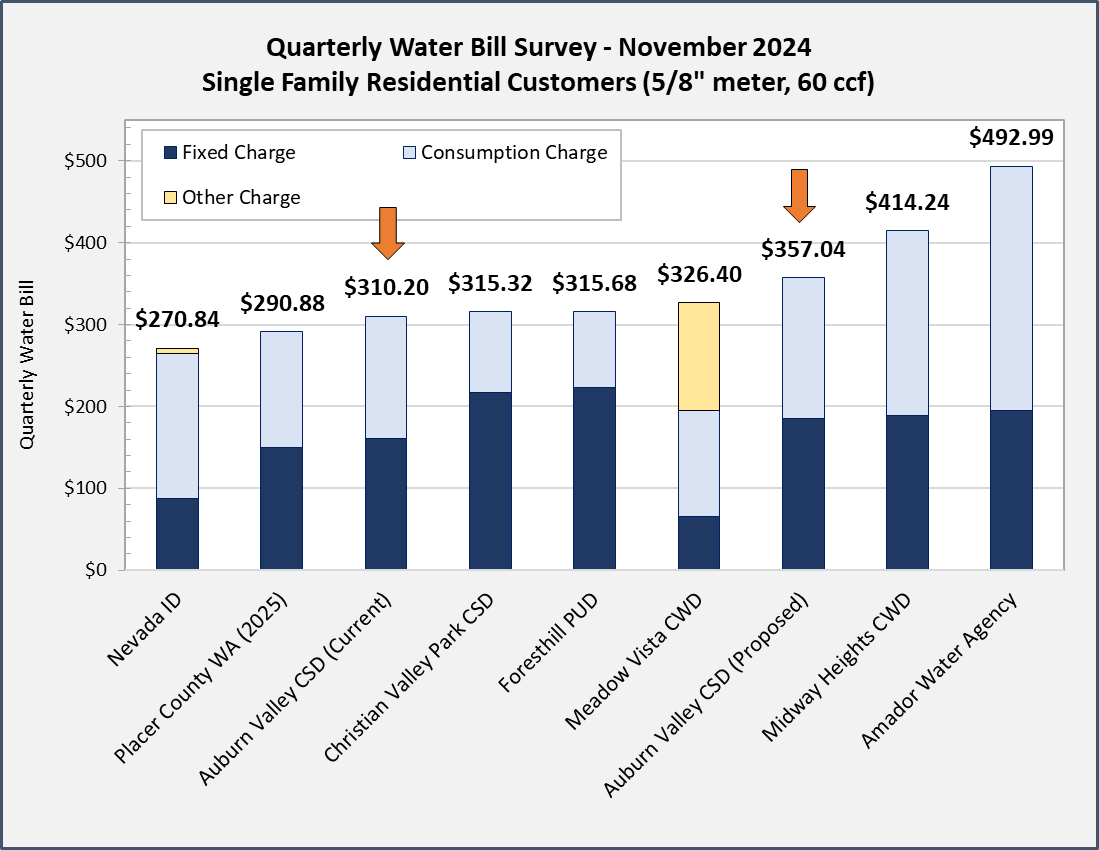 Quarterly Water Bill Survey - November 2024
Single Family Residential Customers (5/8" meter, 60 ccf)
Fixed Charge
Consumption Charge
Other Charge
Quarterly Water Bill
$500
$400
$300
$200
$100
$0
$270.84
$290.88
$310.20
$315.32
$315.68
$326.40
$357.04
$414.24
$492.99
Nevada ID
Placer County WA (2025)
Auburn Valley CSD (Current)
Christian Valley Park CSD
Foresthill PUD
Meadow Vista CWD
Auburn Valley CSD (Proposed)
Midway Heights CWD
Amador Water Agency